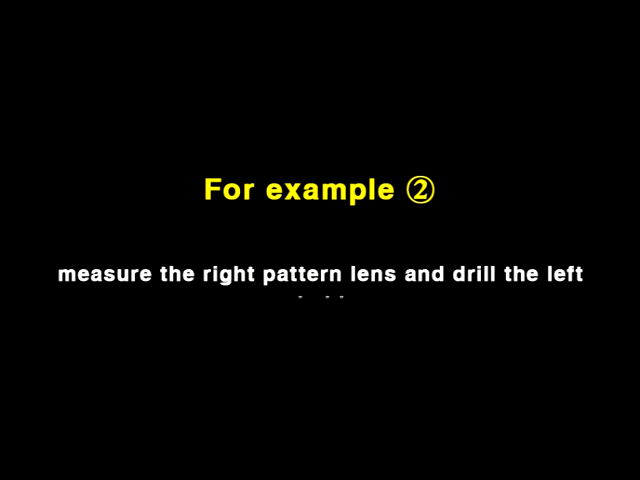 For example ②
measure the right pattern lens and drill the left